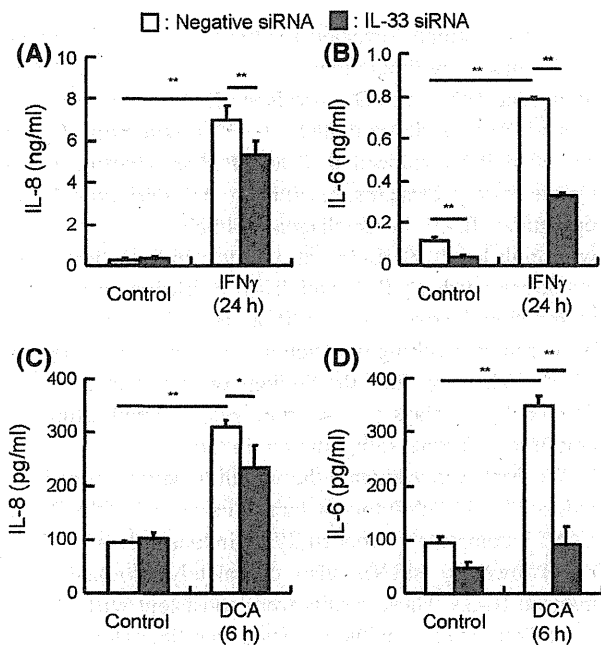 : Negative siRNA : IL-33 siRNA
(A) (B)
** ** ** ** **
IL-8 (ng/ml) IL-6 (ng/ml)
10 8 6 4 2 0
1.0 0.8 0.6 0.4 0.2 0
Control IFNγ Control IFNγ
(24 h) (24 h)
(C) (D)
** * ** **
IL-8 (pg/ml) IL-6 (pg/ml)
400 300 200 100 0
400 300 200 100 0
Control DCA Control DCA
(6 h) (6 h)